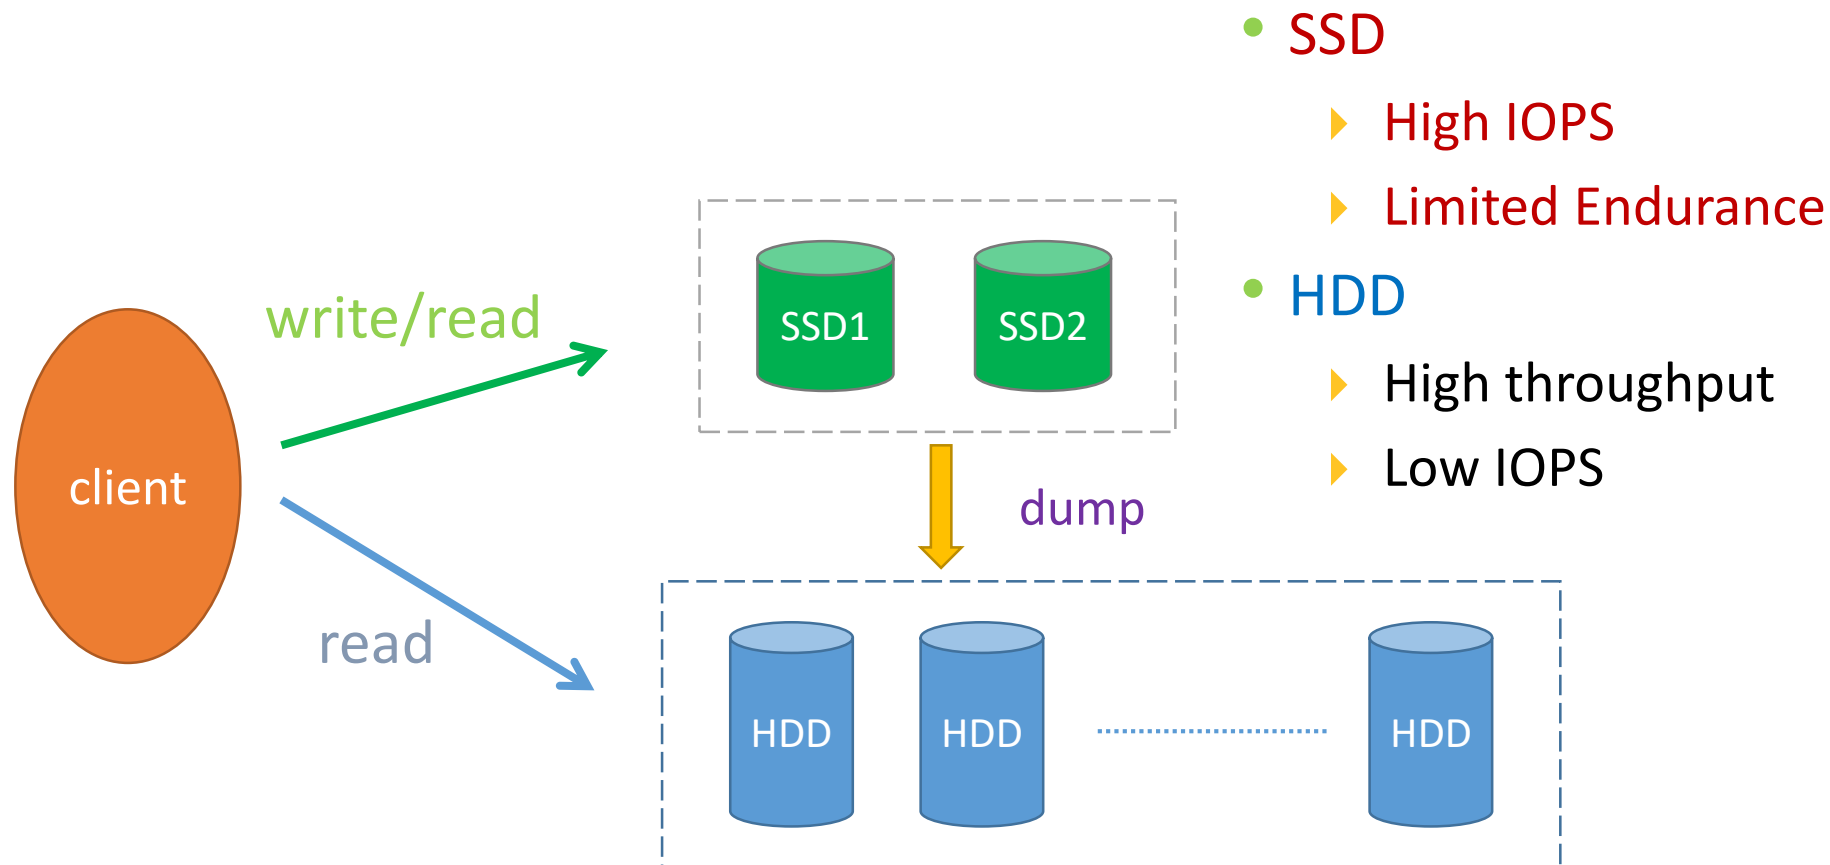 SSD
High IOPS
Limited Endurance
HDD
High throughput
Low IOPS
write/read
SSD1
SSD2
client
dump
read
HDD
HDD
HDD